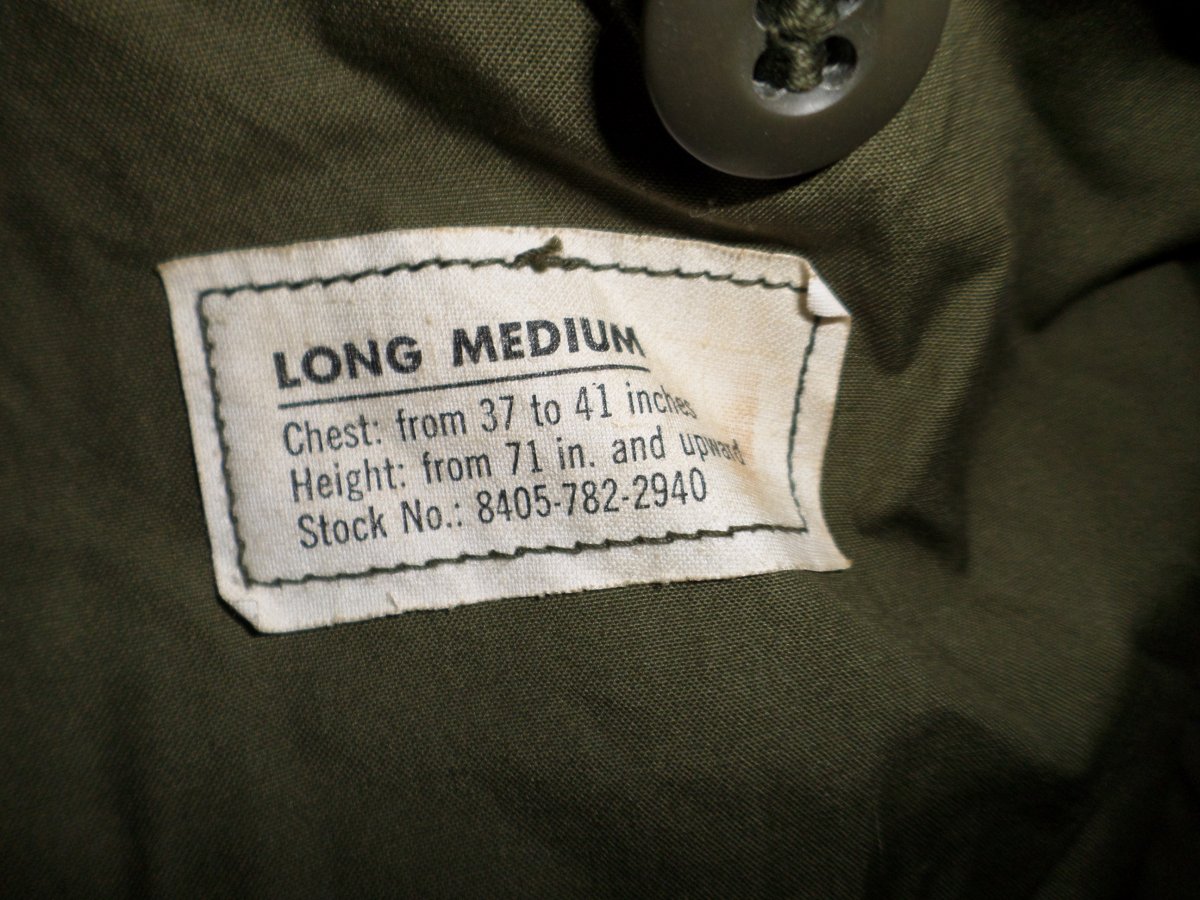 LONG MEDIUM
Chest: from 37 to 41 inches
Height: from 71 in. and upward
Stock No.: 8405-782-2940